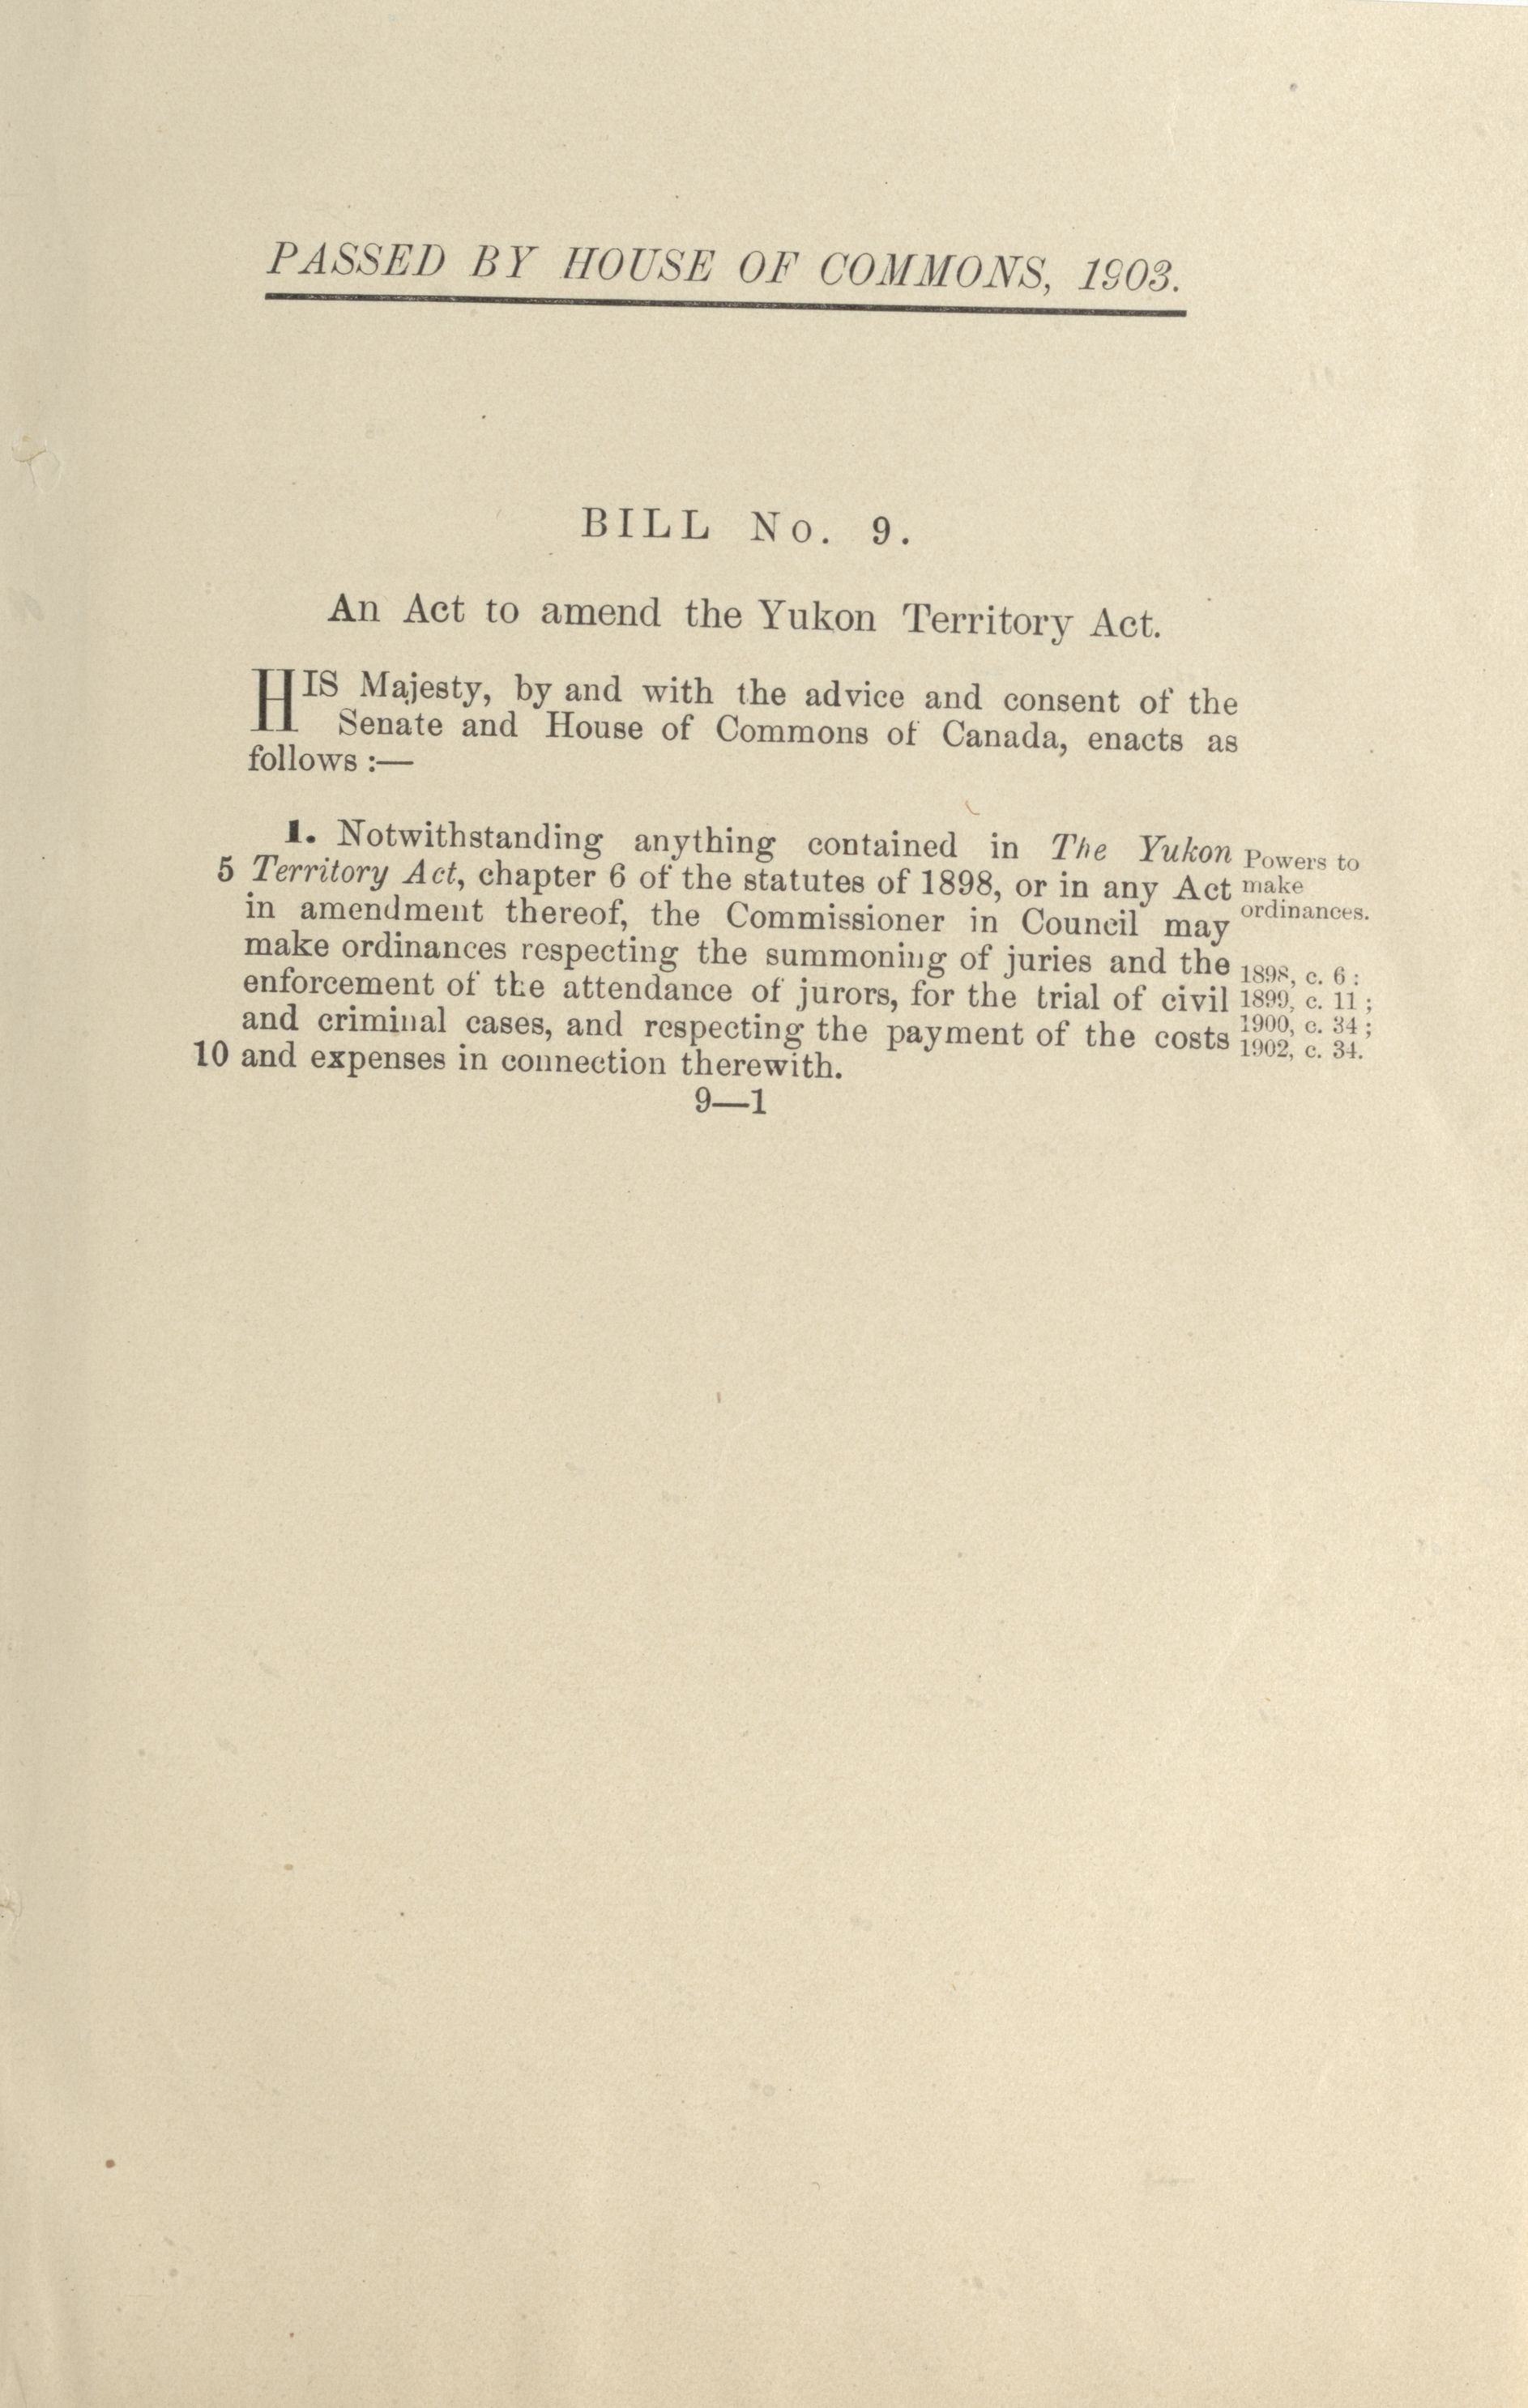 PASSED BY HOUSE OF COMMONS, 1903.
BILL No. 9.
An Act to amend the Yukon Territory Act.
HIS Majesty, by and with the advice and consent of the
Senate and House of Commons of Canada, enacts as
follows :—
1. Notwithstanding anything contained in The Yukon
5 Territory Act, chapter 6 of the statutes of 1898, or in any Act
in amendment thereof, the Commissioner in Council may
make ordinances respecting the summoning of juries and the
enforcement of the attendance of jurors, for the trial of civil
and criminal cases, and respecting the payment of the costs
10 and expenses in connection therewith.
Powers to
make
ordinances.
1898, c. 6 :
1899, c. 11 ;
1900, c. 34 ;
1902, c. 34.
9—1